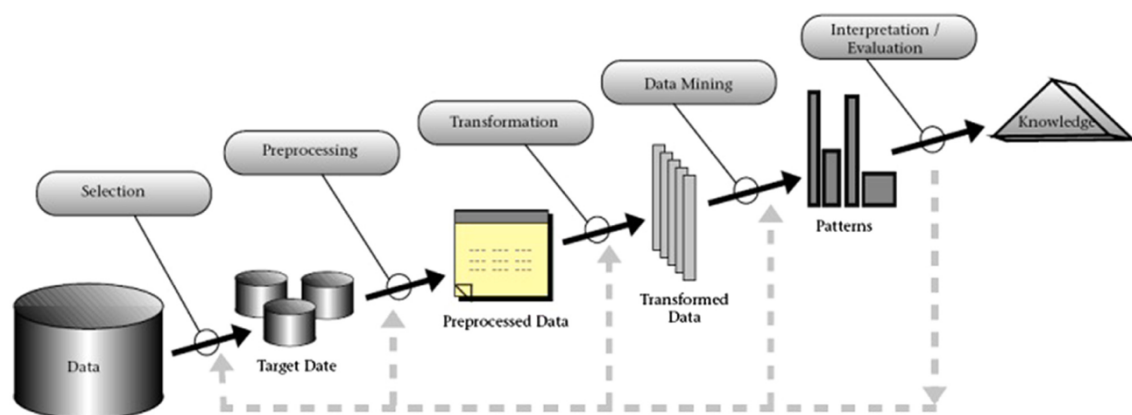 Interpretation /
Evaluation
Data Mining
Transformation
Preprocessing
Selection
Knowledge
Patterns
Transformed
Data
Preprocessed Data
Target Date
Data